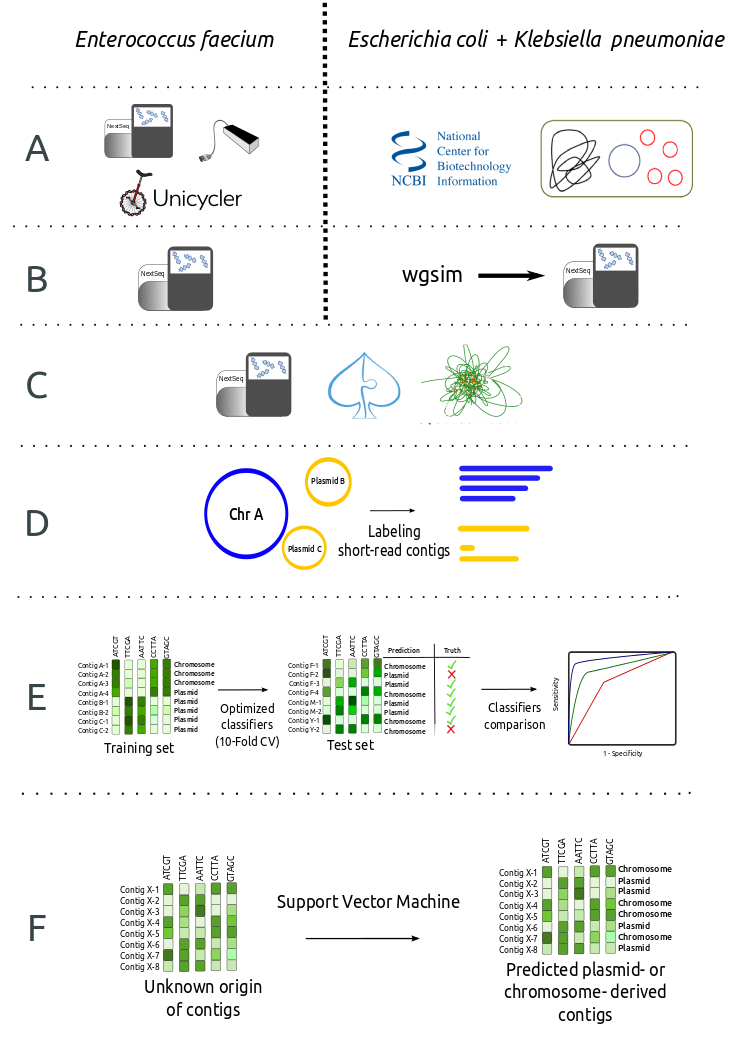 Enterococcus faecium
Escherichia coli + Klebsiella pneumoniae
A
NextSeq
Unicycler
NCBI
National
Center for
Biotechnology
Information
B
NextSeq
wgsim
NextSeq
C
NextSeq
D
Chr A
Plasmid B
Plasmid C
Labeling
short-read contigs
E
ATCGT TTCGA AATTC CCTTA GTAGC
Contig A-1 Chromosome
Contig A-2 Chromosome
Contig A-3 Chromosome
Contig A-4 Plasmid
Contig B-1 Plasmid
Contig B-2 Plasmid
Contig C-1 Plasmid
Contig C-2 Plasmid
Training set
Optimized
classifiers
(10-Fold CV)
ATCGT TTCGA AATTC CCTTA GTAGC Prediction Truth
Contig F-1 Chromosome
Contig F-2 Plasmid
Contig F-3 Plasmid
Contig F-4 Chromosome
Contig M-1 Plasmid
Contig M-2 Plasmid
Contig Y-1 Chromosome
Contig Y-2 Chromosome
Test set
Classifiers
comparison
Sensitivity
1 - Specificity
F
ATCGT TTCGA AATTC CCTTA GTAGC
Contig X-1
Contig X-2
Contig X-3
Contig X-4
Contig X-5
Contig X-6
Contig X-7
Contig X-8
Unknown origin
of contigs
Support Vector Machine
ATCGT TTCGA AATTC CCTTA GTAGC
Contig X-1 Chromosome
Contig X-2 Plasmid
Contig X-3 Plasmid
Contig X-4 Chromosome
Contig X-5 Chromosome
Contig X-6 Plasmid
Contig X-7 Chromosome
Contig X-8 Plasmid
Predicted plasmid- or
chromosome- derived
contigs